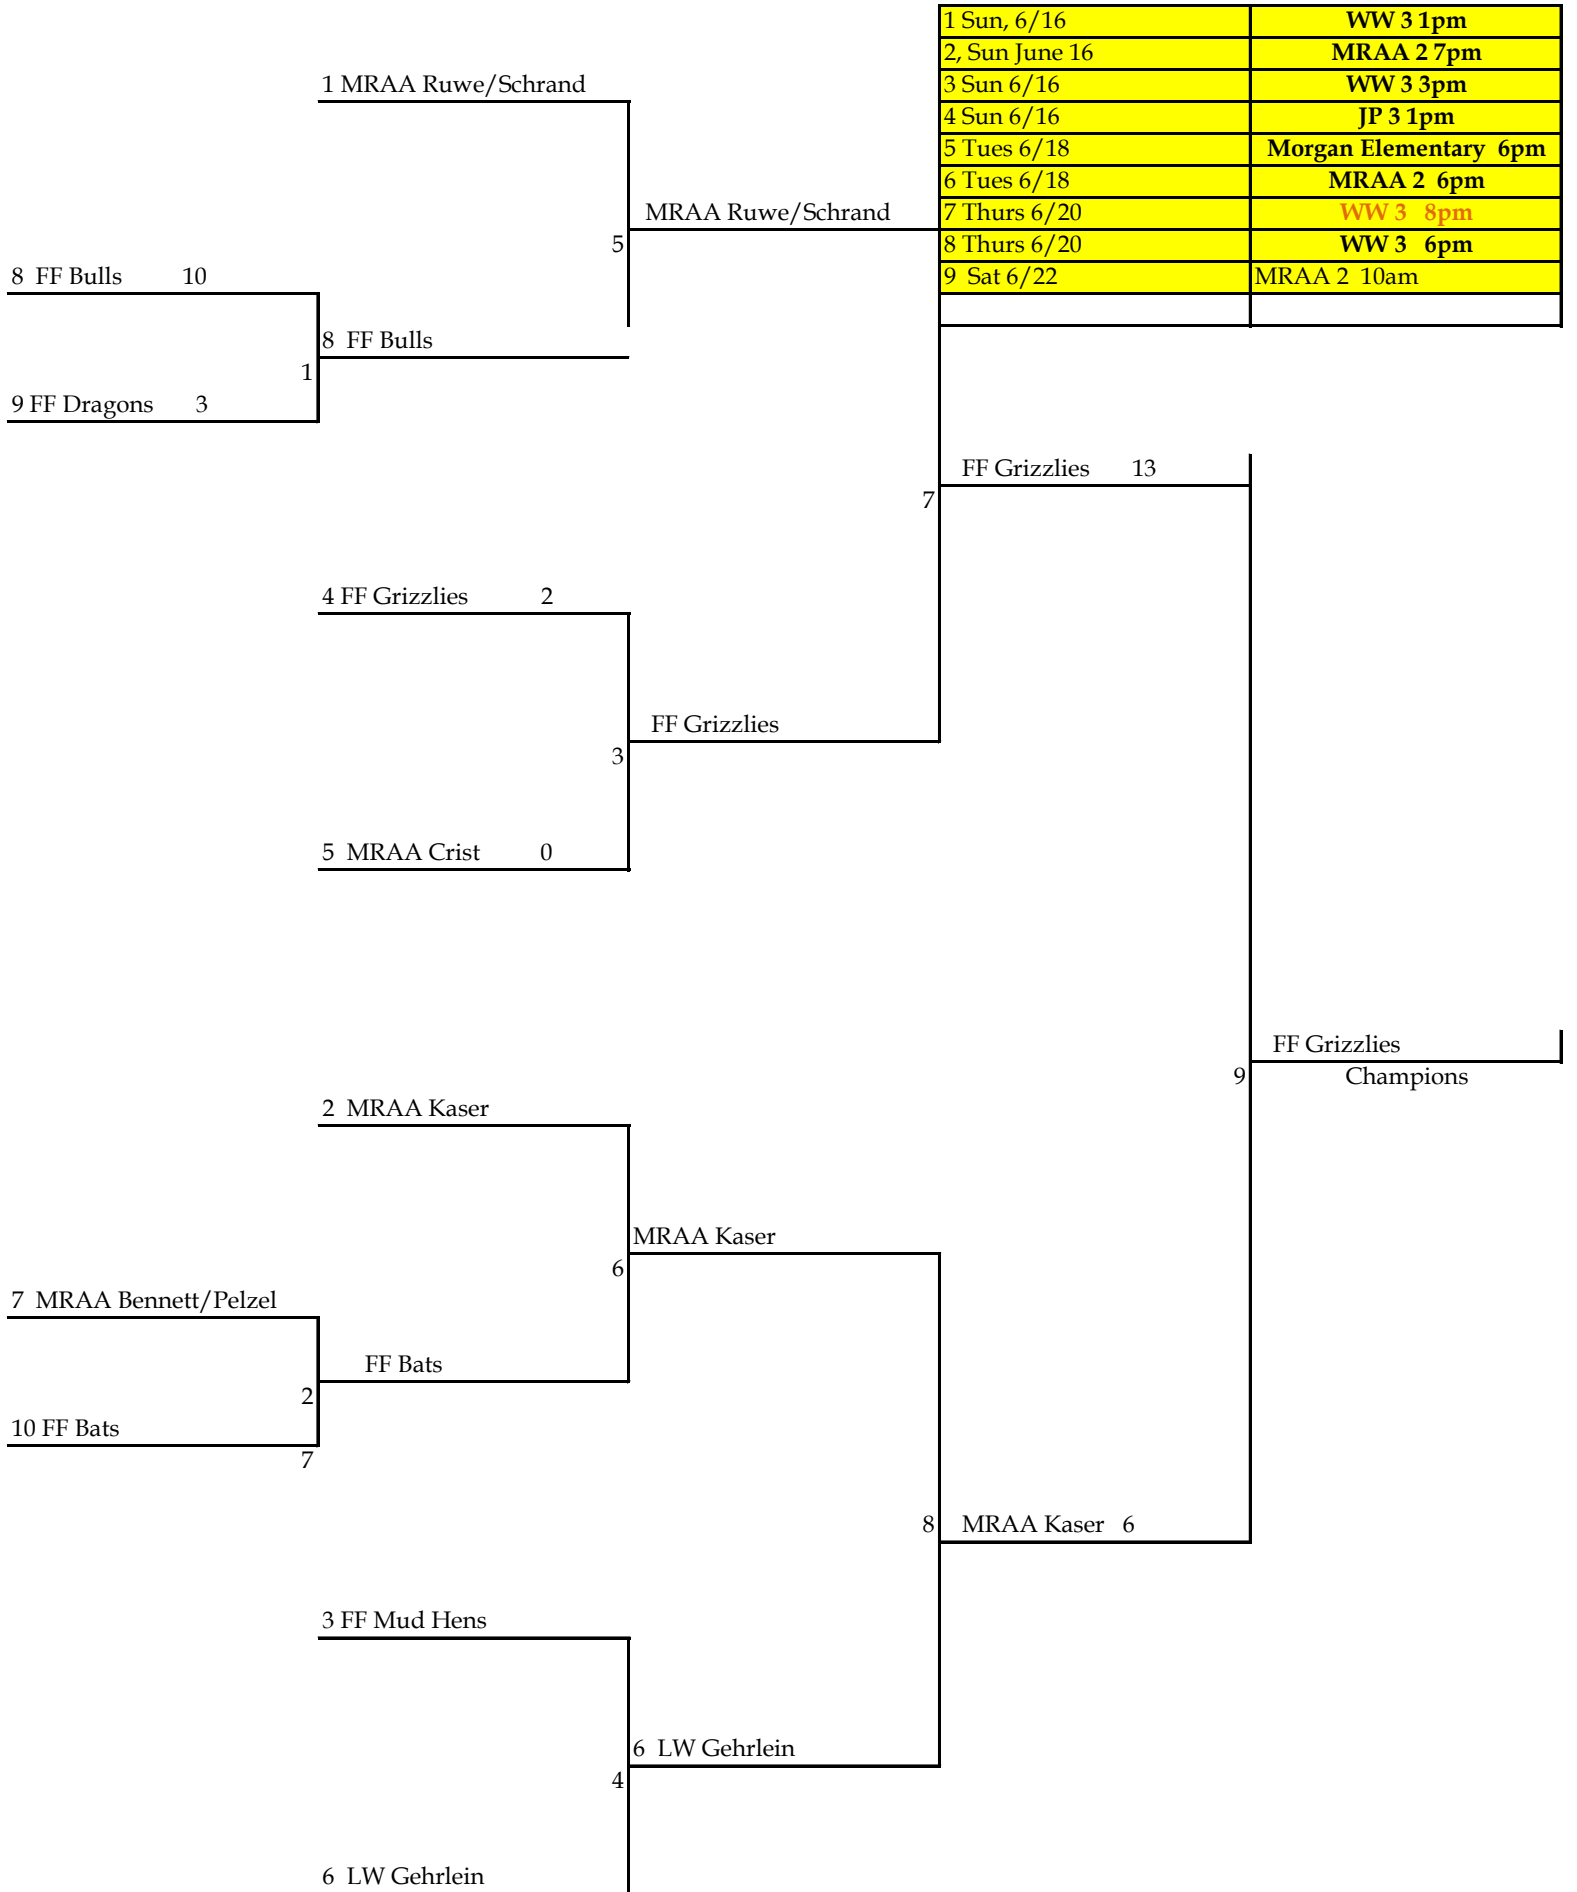 1 Sun, 6/16 WW 3 1pm
2, Sun June 16 MRAA 2 7pm
1 MRAA Ruwe/Schrand
3 Sun 6/16 WW 3 3pm
4 Sun 6/16 JP 3 1pm
5 Tues 6/18 Morgan Elementary 6pm
6 Tues 6/18 MRAA 2 6pm
MRAA Ruwe/Schrand
7 Thurs 6/20 WW 3 8pm
5
8 Thurs 6/20 WW 3 6pm
8 FF Bulls 10
9 Sat 6/22 MRAA 2 10am
8 FF Bulls
1
9 FF Dragons 3
FF Grizzlies 13
7
4 FF Grizzlies 2
FF Grizzlies
3
5 MRAA Crist 0
FF Grizzlies
9
Champions
2 MRAA Kaser
MRAA Kaser
6
7 MRAA Bennett/Pelzel
FF Bats
2
10 FF Bats
7
8
MRAA Kaser 6
3 FF Mud Hens
6 LW Gehrlein
4
6 LW Gehrlein